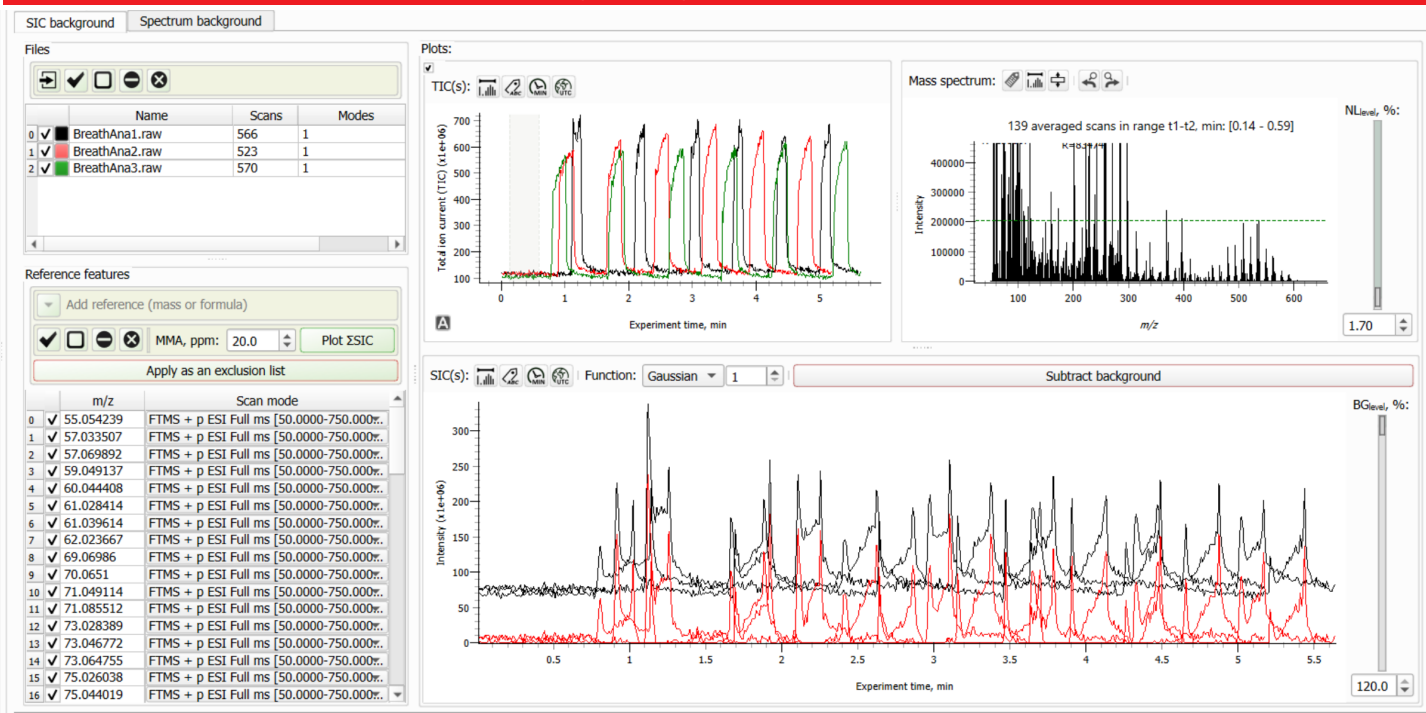 SIC background
Spectrum background
Files
Name Scans Modes
0 BreathAna1.raw 566 1
1 BreathAna2.raw 523 1
2 BreathAna3.raw 570 1
Reference features
Add reference (mass or formula)
MMA, ppm: 20.0 Plot ΣSIC
Apply as an exclusion list
m/z Scan mode
0 55.054239 FTMS + p ESI Full ms [50.0000-750.000...
1 57.033507 FTMS + p ESI Full ms [50.0000-750.000...
2 57.069892 FTMS + p ESI Full ms [50.0000-750.000...
3 59.049137 FTMS + p ESI Full ms [50.0000-750.000...
4 60.044408 FTMS + p ESI Full ms [50.0000-750.000...
5 61.028414 FTMS + p ESI Full ms [50.0000-750.000...
6 61.039614 FTMS + p ESI Full ms [50.0000-750.000...
7 62.023667 FTMS + p ESI Full ms [50.0000-750.000...
8 69.06986 FTMS + p ESI Full ms [50.0000-750.000...
9 70.0651 FTMS + p ESI Full ms [50.0000-750.000...
10 71.049114 FTMS + p ESI Full ms [50.0000-750.000...
11 71.085512 FTMS + p ESI Full ms [50.0000-750.000...
12 73.028389 FTMS + p ESI Full ms [50.0000-750.000...
13 73.046772 FTMS + p ESI Full ms [50.0000-750.000...
14 73.064755 FTMS + p ESI Full ms [50.0000-750.000...
15 75.026038 FTMS + p ESI Full ms [50.0000-750.000...
16 75.044019 FTMS + p ESI Full ms [50.0000-750.000...
Plots:
TIC(s): ABC MIN UTC
Total ion current (TIC) (x1e+06)
700
600
500
400
300
200
100
0 1 2 3 4 5
Experiment time, min
A
Mass spectrum:
NLlevel, %:
139 averaged scans in range t1-t2, min: [0.14 - 0.59]
Intensity
400000
300000
200000
100000
0
100 200 300 400 500 600
m/z
1.70
SIC(s): ABC MIN UTC Function: Gaussian 1 Subtract background
BGlevel, %:
Intensity (x1e+06)
300
250
200
150
100
50
0
0.5 1 1.5 2 2.5 3 3.5 4 4.5 5 5.5
Experiment time, min
120.0